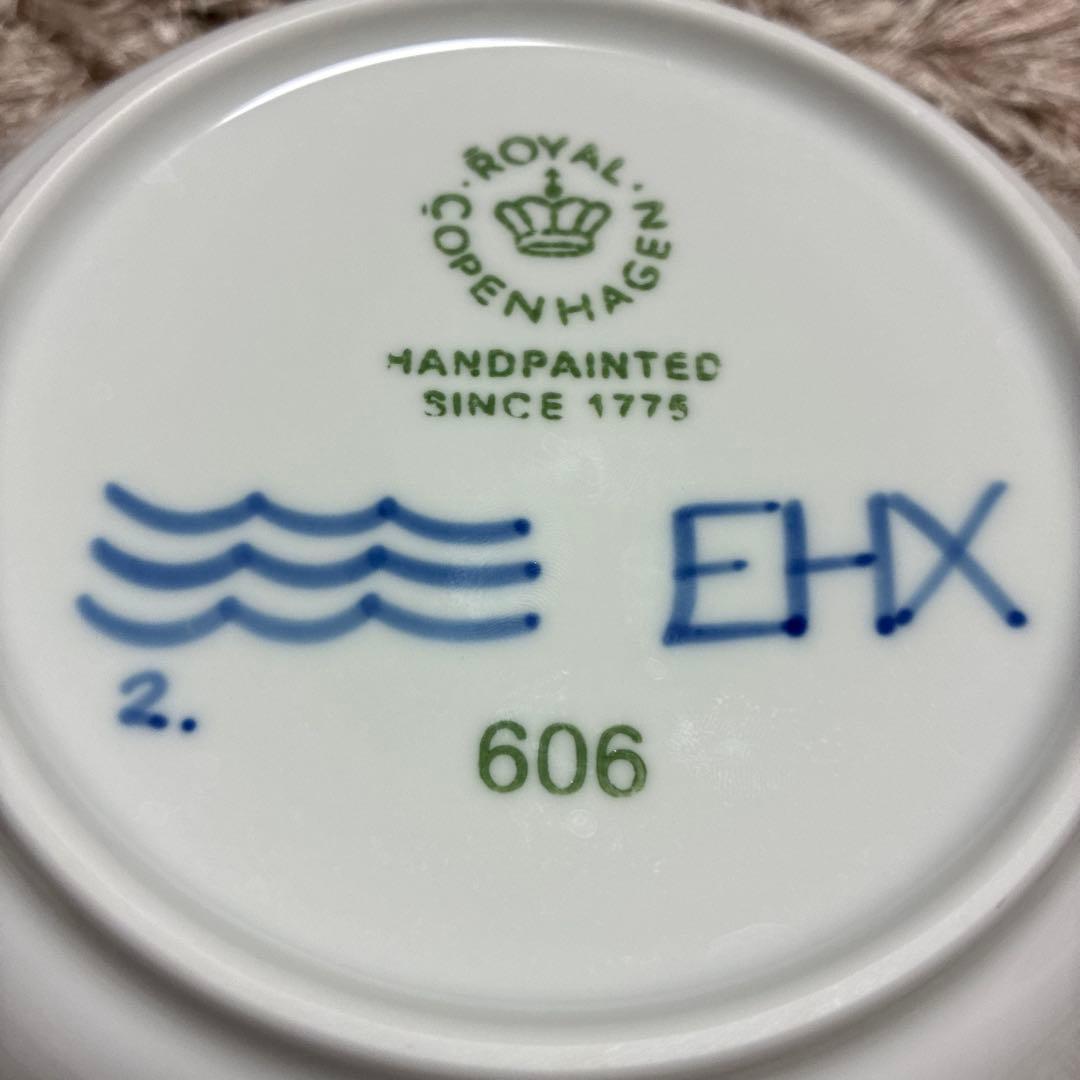 ROYAL
COPENHAGEN
HANDPAINTED
SINCE 1775
EHX
2.
606